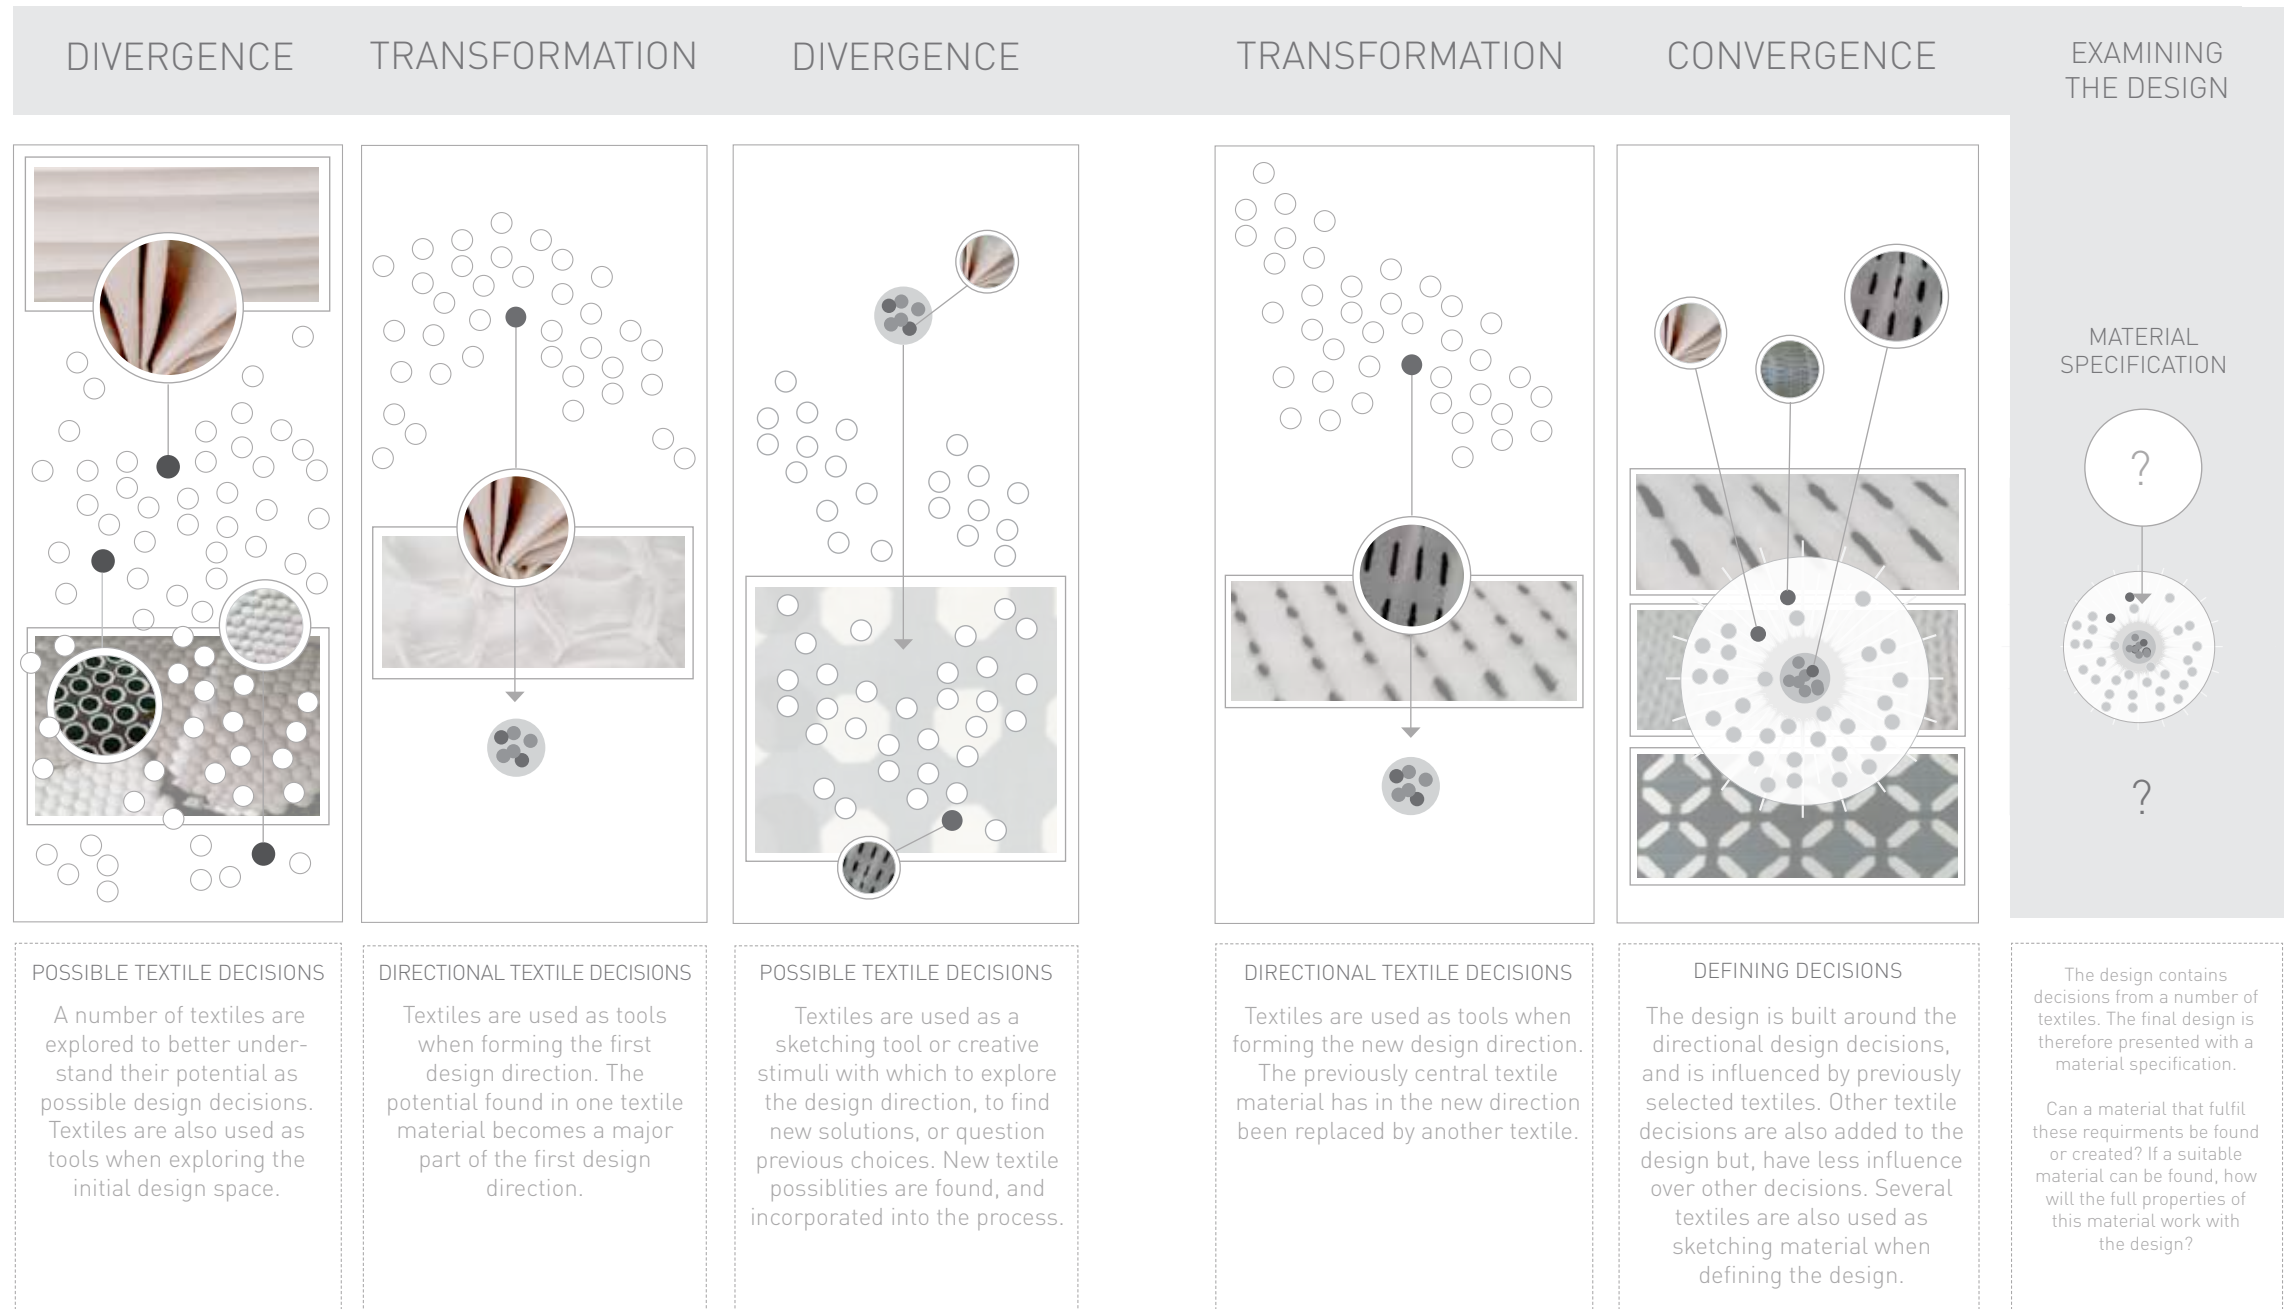 DIVERGENCE
TRANSFORMATION
DIVERGENCE
TRANSFORMATION
CONVERGENCE
EXAMINING
THE DESIGN
MATERIAL
SPECIFICATION
?
?
POSSIBLE TEXTILE DECISIONS
A number of textiles are
explored to better under-
stand their potential as
possible design decisions.
Textiles are also used as
tools when exploring the
initial design space.
DIRECTIONAL TEXTILE DECISIONS
Textiles are used as tools
when forming the first
design direction. The
potential found in one textile
material becomes a major
part of the first design
direction.
POSSIBLE TEXTILE DECISIONS
Textiles are used as a
sketching tool or creative
stimuli with which to explore
the design direction, to find
new solutions, or question
previous choices. New textile
possiblities are found, and
incorporated into the process.
DIRECTIONAL TEXTILE DECISIONS
Textiles are used as tools when
forming the new design direction.
The previously central textile
material has in the new direction
been replaced by another textile.
DEFINING DECISIONS
The design is built around the
directional design decisions,
and is influenced by previously
selected textiles. Other textile
decisions are also added to the
design but, have less influence
over other decisions. Several
textiles are also used as
sketching material when
defining the design.
The design contains
decisions from a number of
textiles. The final design is
therefore presented with a
material specification.
Can a material that fulfil
these requirments be found
or created? If a suitable
material can be found, how
will the full properties of
this material work with
the design?